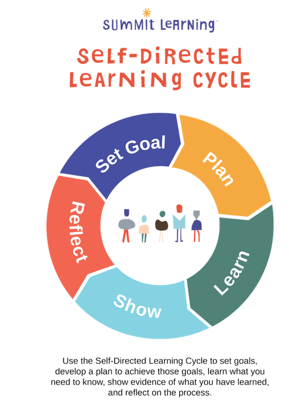 SUMMIT LEARNING
SELF-DIRECTED
LEARNING CYCLE
Set Goal
Plan
Learn
Show
Reflect
Use the Self-Directed Learning Cycle to set goals,
develop a plan to achieve those goals, learn what you
need to know, show evidence of what you have learned,
and reflect on the process.